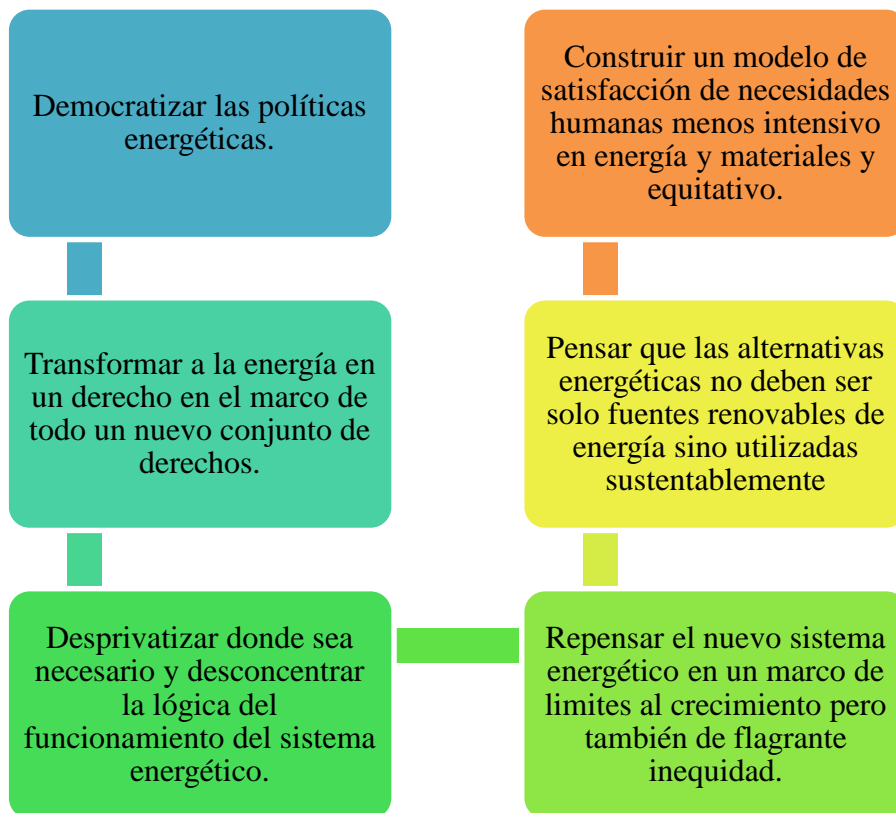 Democratizar las políticas
energéticas.
Transformar a la energía en
un derecho en el marco de
todo un nuevo conjunto de
derechos.
Desprivatizar donde sea
necesario y desconcentrar
la lógica del
funcionamiento del sistema
energético.
Repensar el nuevo sistema
energético en un marco de
limites al crecimiento pero
también de flagrante
inequidad.
Pensar que las alternativas
energéticas no deben ser
solo fuentes renovables de
energía sino utilizadas
sustentablemente
Construir un modelo de
satisfacción de necesidades
humanas menos intensivo
en energía y materiales y
equitativo.